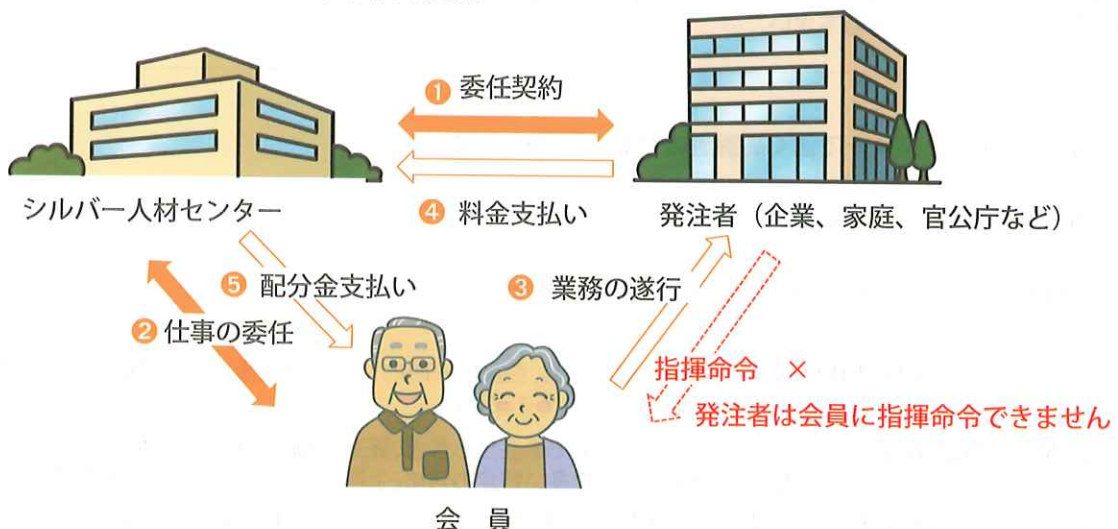 ❶ 委任契約
シルバー人材センター
❹ 料金支払い
発注者（企業、家庭、官公庁など）
❺ 配分金支払い
❸ 業務の遂行
❷ 仕事の委任
指揮命令 ×
発注者は会員に指揮命令できません
会 員